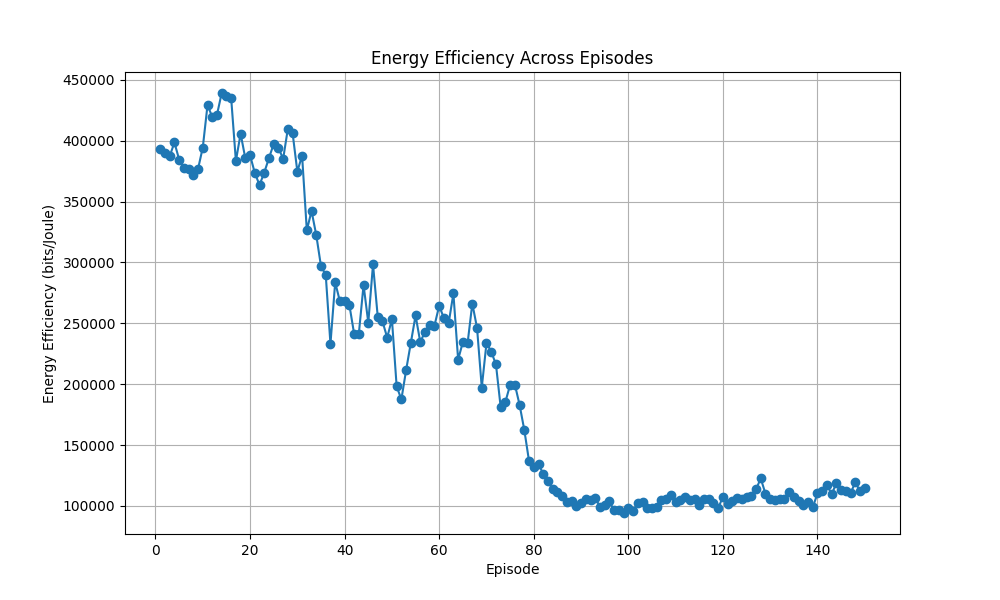 Energy Efficiency Across Episodes
Energy Efficiency (bits/Joule)
450000
400000
350000
300000
250000
200000
150000
100000
0 20 40 60 80 100 120 140
Episode